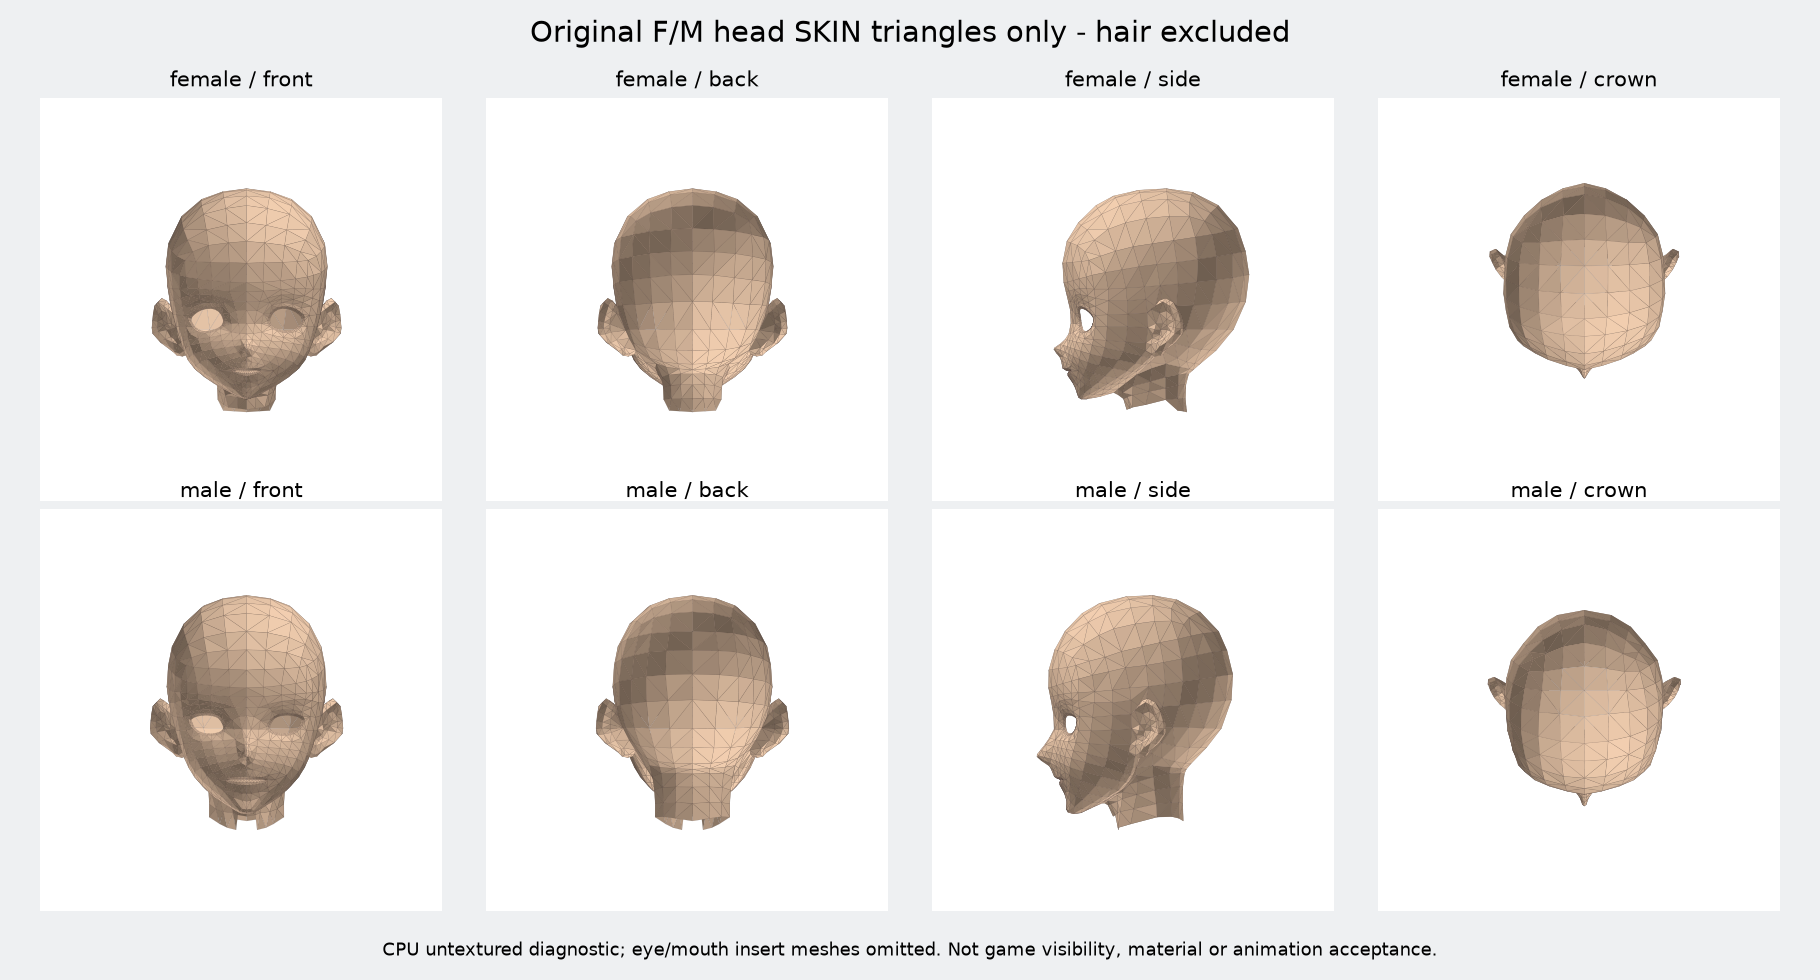 Original F/M head SKIN triangles only - hair excluded
female / front
female / back
female / side
female / crown
male / front
male / back
male / side
male / crown
CPU untextured diagnostic; eye/mouth insert meshes omitted. Not game visibility, material or animation acceptance.